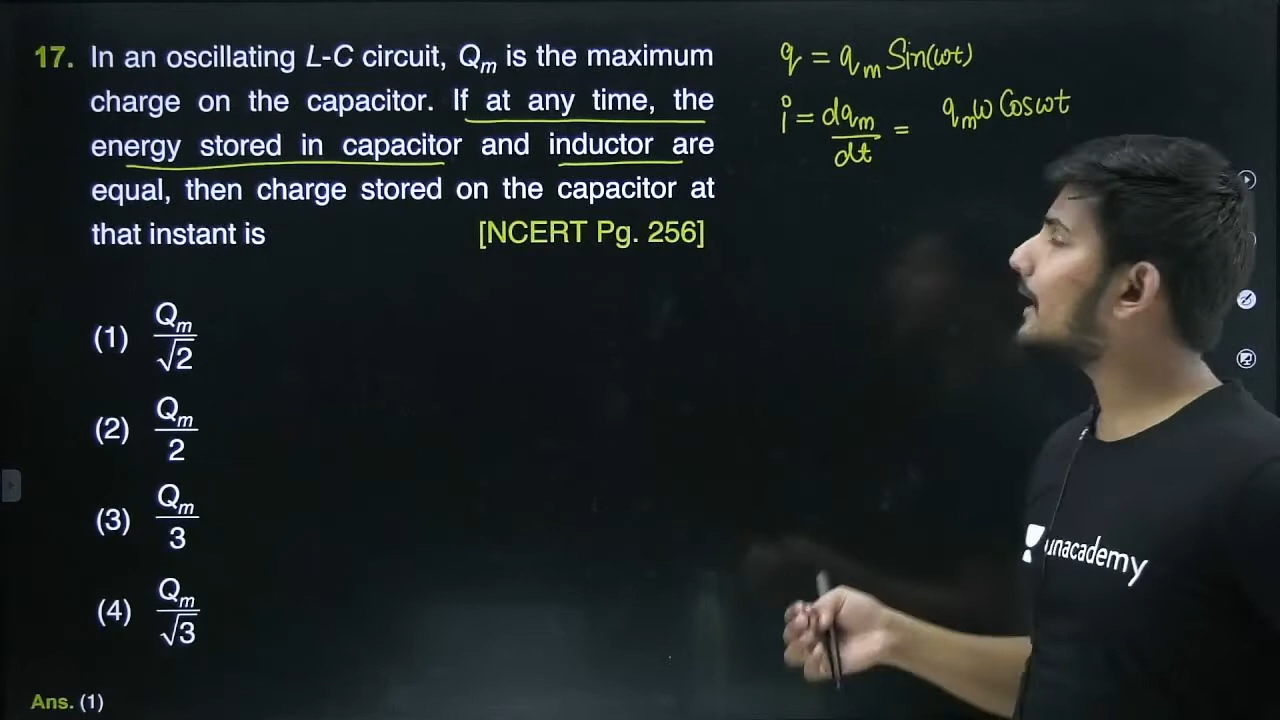 17. In an oscillating L-C circuit, Qm is the maximum
charge on the capacitor. If at any time, the
energy stored in capacitor and inductor are
equal, then charge stored on the capacitor at
that instant is [NCERT Pg. 256]
(1) Qm/√2
(2) Qm/2
(3) Qm/3
(4) Qm/√3
Ans. (1)
q = qm Sin(ωt)
i = dqm/dt = qmω Cosωt
unacademy